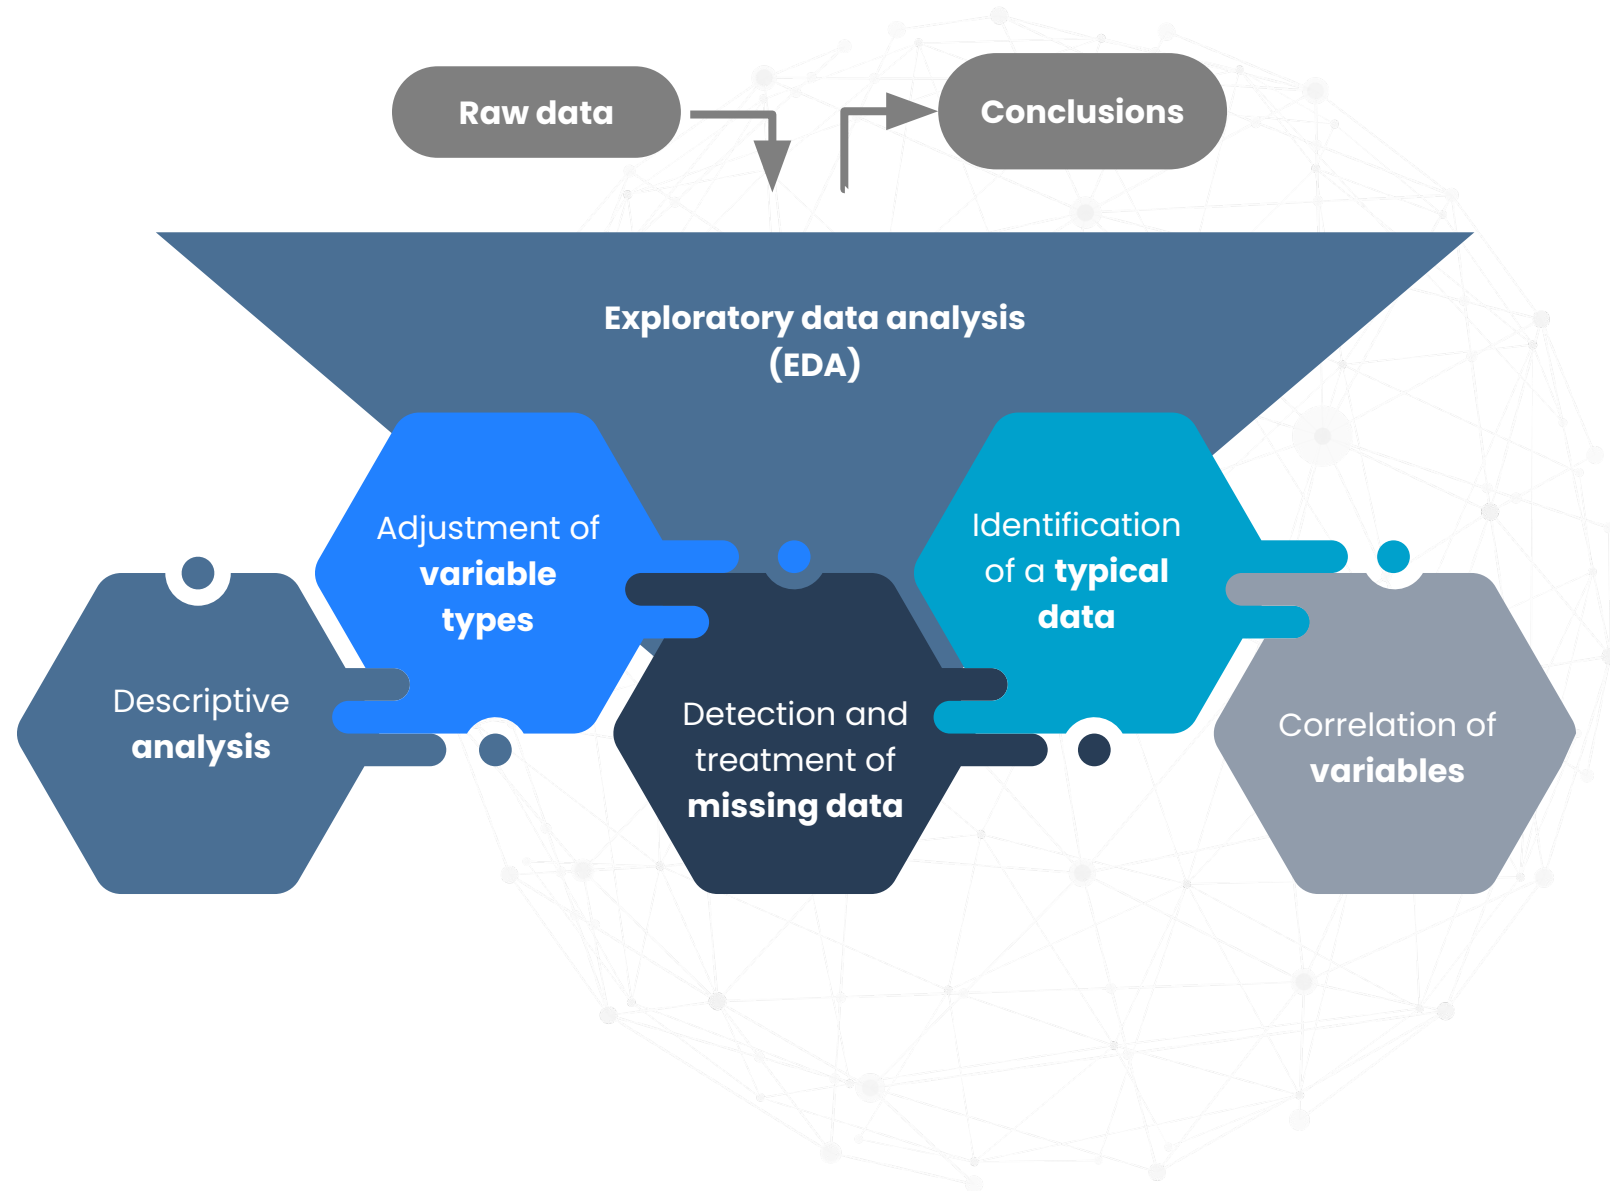 Raw data
Conclusions
Exploratory data analysis
(EDA)
Descriptive
analysis
Adjustment of
variable
types
Detection and
treatment of
missing data
Identification
of a typical
data
Correlation of
variables